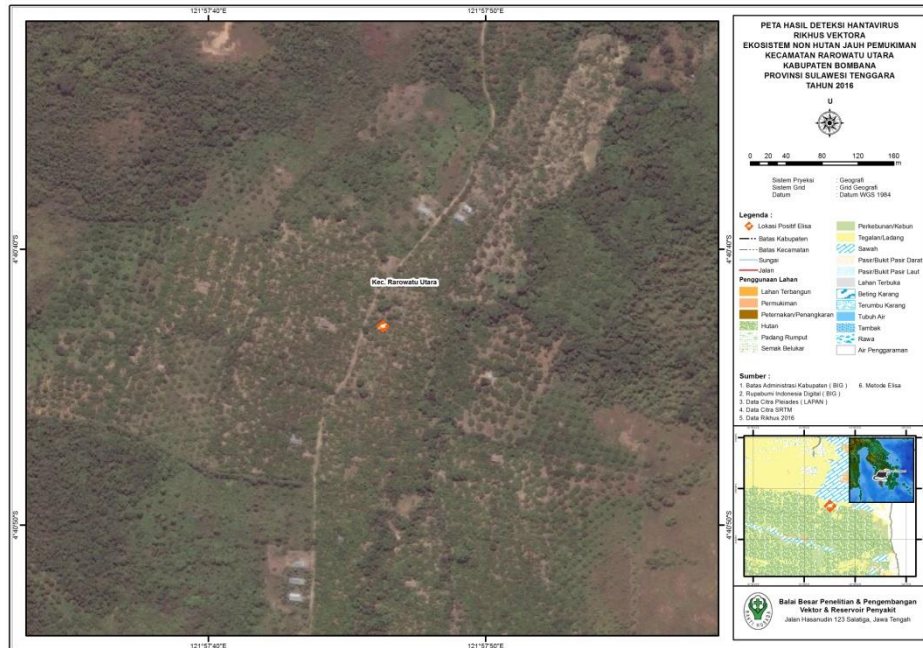 121°57'40"E
121°57'50"E
4°40'40"S
4°40'40"S
Kec. Rarowatu Utara
4°40'50"S
4°40'50"S
121°57'40"E
121°57'50"E
PETA HASIL DETEKSI HANTAVIRUS
RIKHUS VEKTORA
EKOSISTEM NON HUTAN JAUH PEMUKIMAN
KECAMATAN RAROWATU UTARA
KABUPATEN BOMBANA
PROVINSI SULAWESI TENGGARA
TAHUN 2016
U
0 20 40 80 120 160
m
Sistem Pryeksi : Geografi
Sistem Grid : Grid Geografi
Datum : Datum WGS 1984
Legenda :
Lokasi Positif Elisa
Batas Kabupaten
Batas Kecamatan
Sungai
Jalan
Penggunaan Lahan
Lahan Terbangun
Permukiman
Peternakan/Penangkaran
Hutan
Padang Rumput
Semak Belukar
Perkebunan/Kebun
Tegalan/Ladang
Sawah
Pasir/Bukit Pasir Darat
Pasir/Bukit Pasir Laut
Lahan Terbuka
Beting Karang
Terumbu Karang
Tubuh Air
Tambak
Rawa
Air Penggaraman
Sumber :
1. Batas Administrasi Kabupaten ( BIG )
2. Rupabumi Indonesia Digital ( BIG )
3. Data Citra Pleiades ( LAPAN )
4. Data Citra SRTM
5. Data Rikhus 2016
6. Metode Elisa
Balai Besar Penelitian & Pengembangan
Vektor & Reservoir Penyakit
Jalan Hasanudin 123 Salatiga, Jawa Tengah